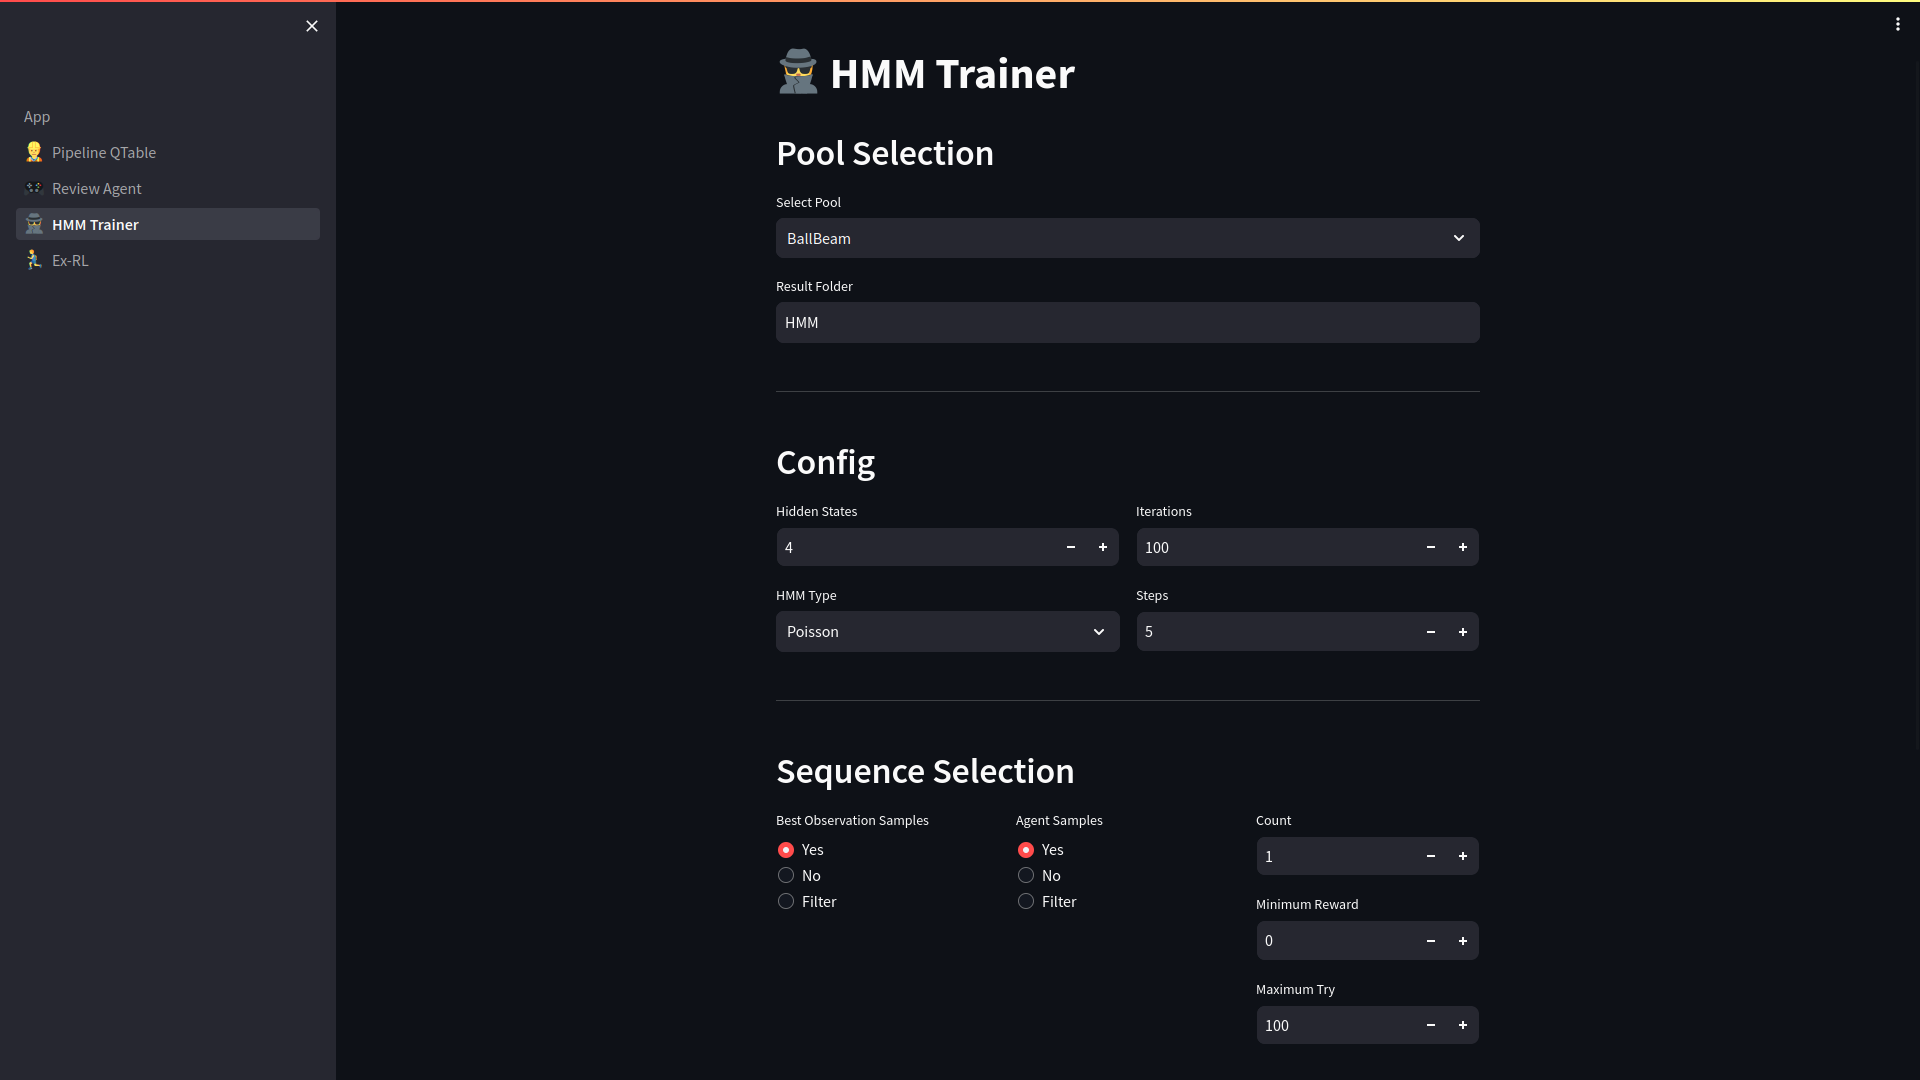 App
Pipeline QTable
Review Agent
HMM Trainer
Ex-RL
HMM Trainer
Pool Selection
Select Pool
BallBeam
Result Folder
HMM
Config
Hidden States
Iterations
4
100
HMM Type
Steps
Poisson
5
Sequence Selection
Best Observation Samples
Yes
No
Filter
Agent Samples
Yes
No
Filter
Count
1
Minimum Reward
0
Maximum Try
100